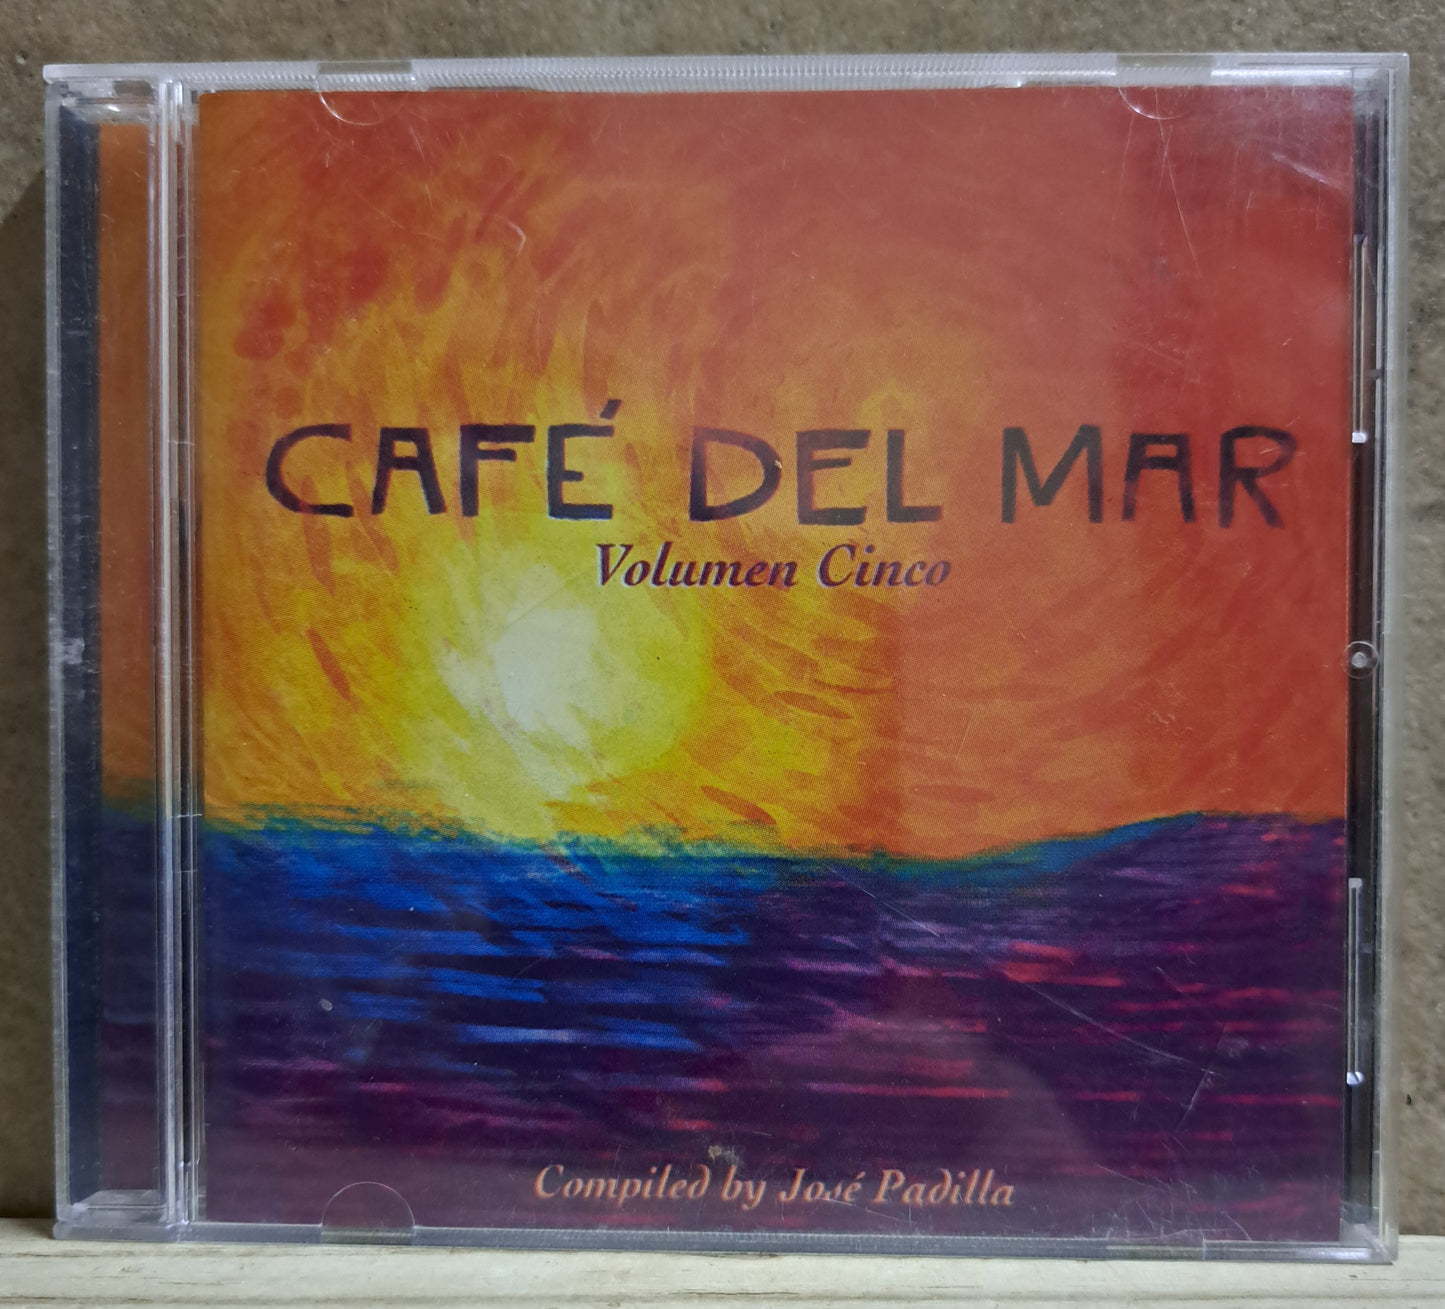 CAFÉ DEL MAR
Volumen Cinco
Compiled by José Padilla